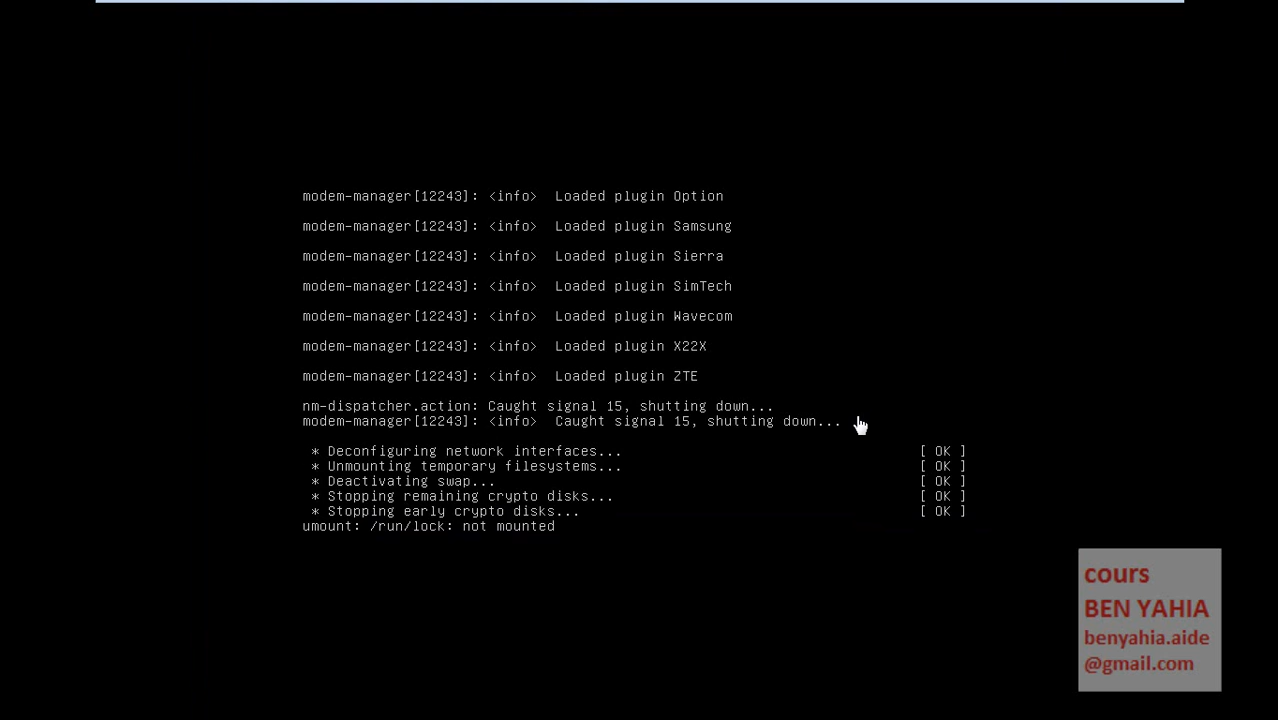 modem-manager[12243]: <info>  Loaded plugin Option
modem-manager[12243]: <info>  Loaded plugin Samsung
modem-manager[12243]: <info>  Loaded plugin Sierra
modem-manager[12243]: <info>  Loaded plugin SimTech
modem-manager[12243]: <info>  Loaded plugin Wavecom
modem-manager[12243]: <info>  Loaded plugin X22X
modem-manager[12243]: <info>  Loaded plugin ZTE
nm-dispatcher.action: Caught signal 15, shutting down...
modem-manager[12243]: <info>  Caught signal 15, shutting down...
* Deconfiguring network interfaces... [ OK ]
* Unmounting temporary filesystems... [ OK ]
* Deactivating swap... [ OK ]
* Stopping remaining crypto disks... [ OK ]
* Stopping early crypto disks... [ OK ]
umount: /run/lock: not mounted
cours
BEN YAHIA
benyahia.aide
@gmail.com